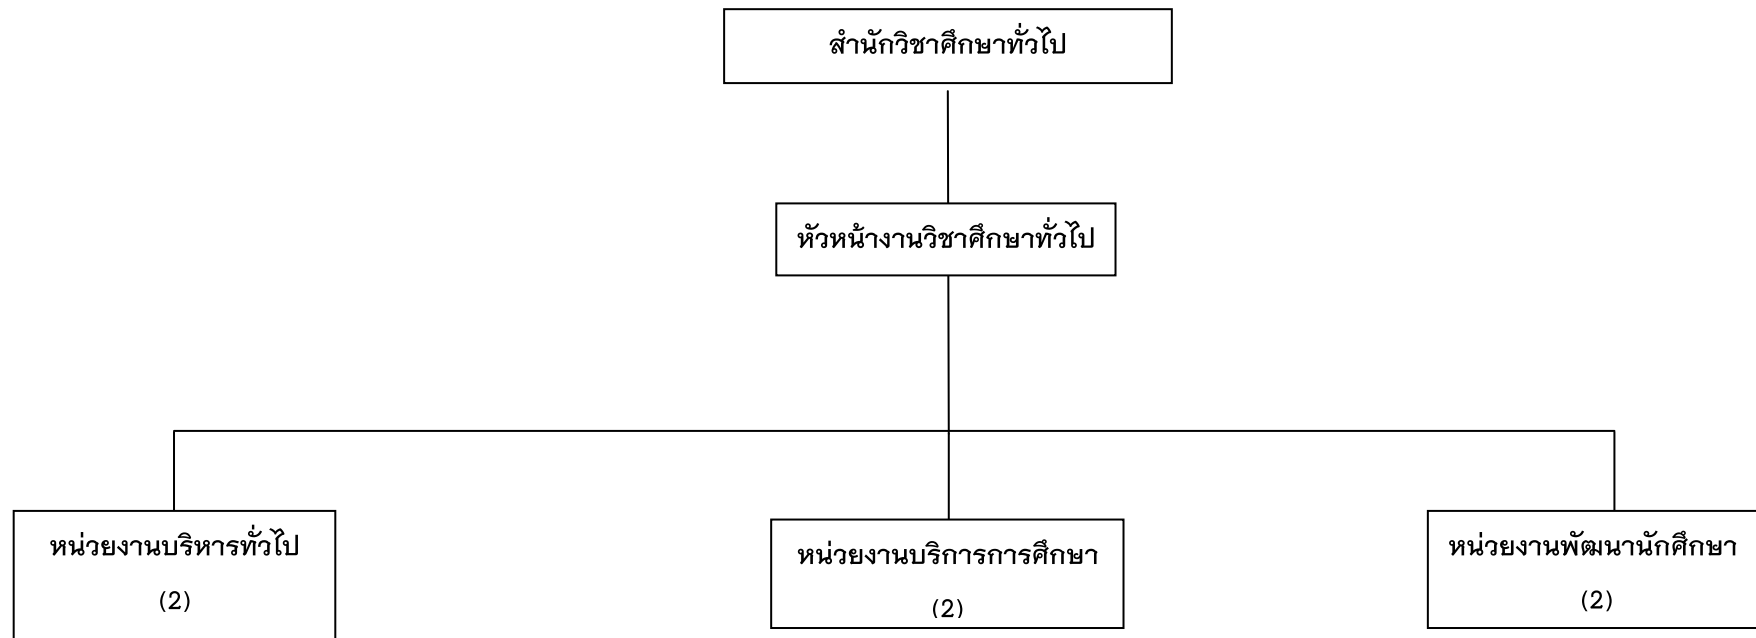 สำนักวิชาศึกษาทั่วไป
หัวหน้างานวิชาศึกษาทั่วไป
หน่วยงานบริหารทั่วไป
(2)
หน่วยงานบริการการศึกษา
(2)
หน่วยงานพัฒนานักศึกษา
(2)